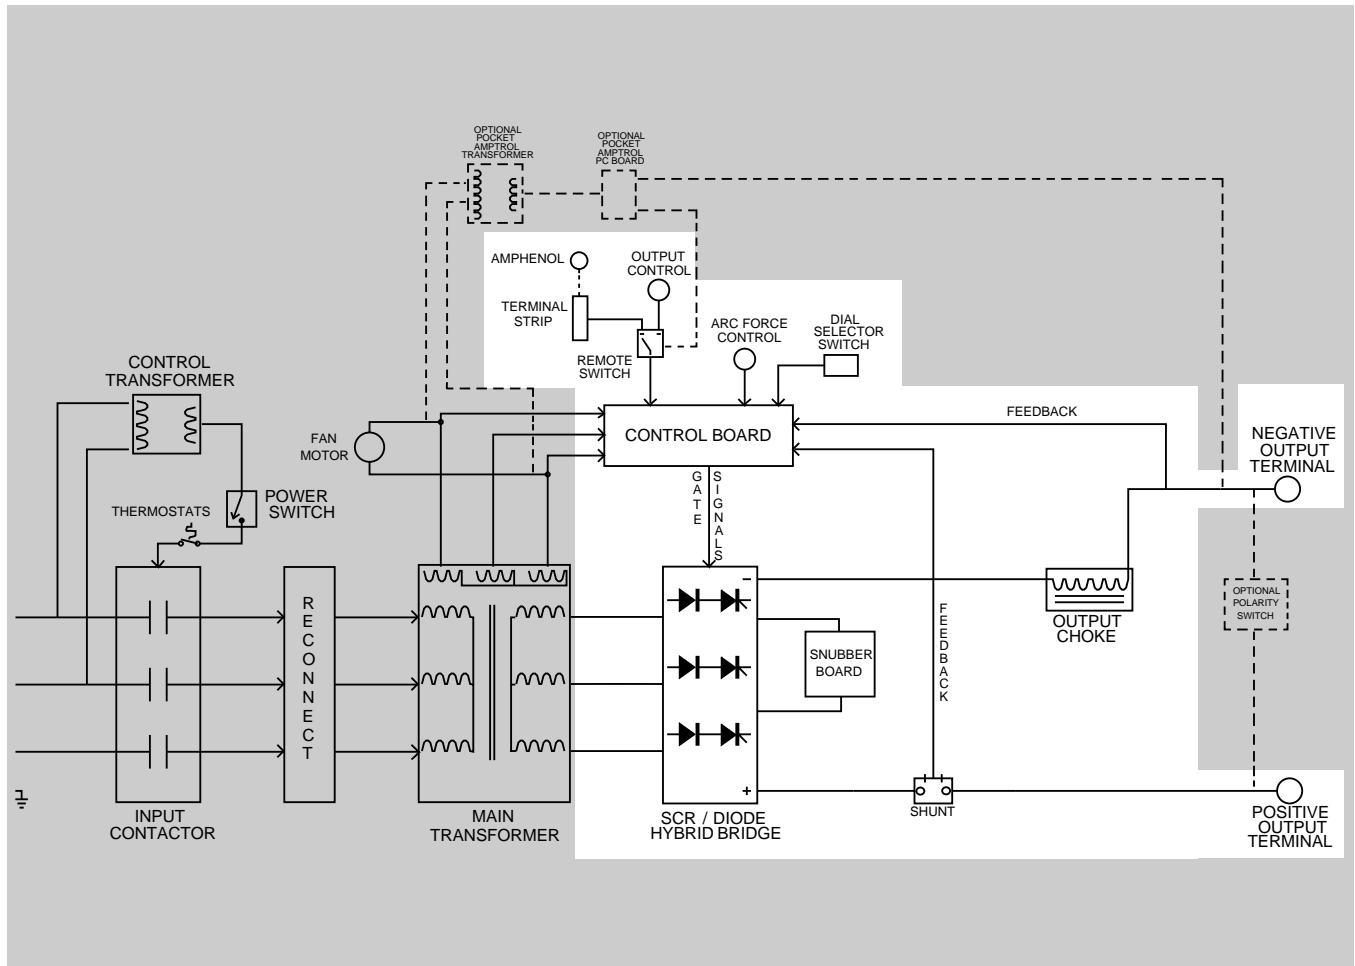 OPTIONAL
POCKET
AMPTROL
TRANSFORMER
OPTIONAL
POCKET
AMPTROL
PC BOARD
AMPHENOL
OUTPUT
CONTROL
TERMINAL
STRIP
REMOTE
SWITCH
ARC FORCE
CONTROL
DIAL
SELECTOR
SWITCH
CONTROL
TRANSFORMER
FAN
MOTOR
CONTROL BOARD
FEEDBACK
NEGATIVE
OUTPUT
TERMINAL
POWER
SWITCH
THERMOSTATS
GATE
SIGNALS
RECONNECT
–
FEEDBACK
OUTPUT
CHOKE
OPTIONAL
POLARITY
SWITCH
SNUBBER
BOARD
+
INPUT
CONTACTOR
MAIN
TRANSFORMER
SCR / DIODE
HYBRID BRIDGE
SHUNT
POSITIVE
OUTPUT
TERMINAL